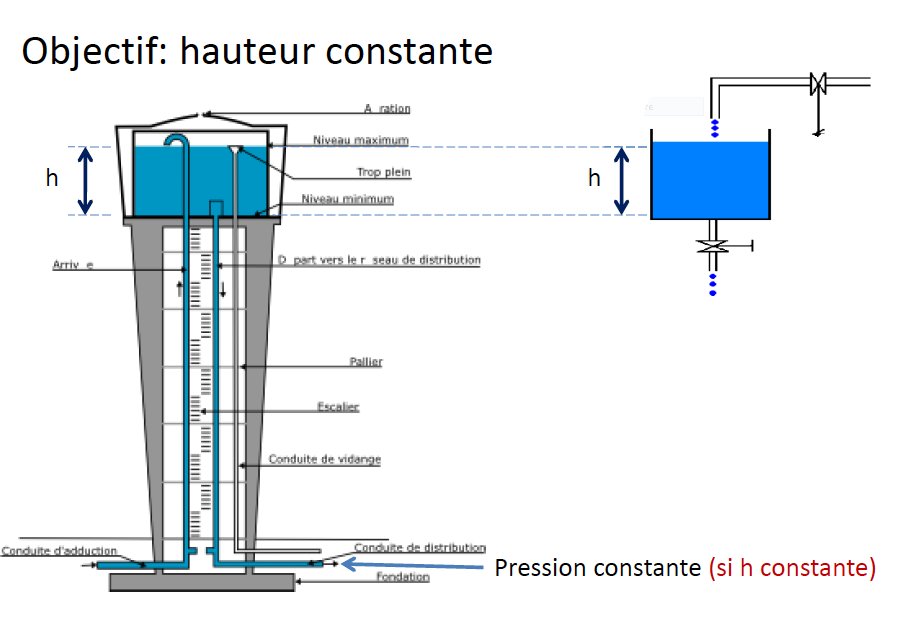 Objectif: hauteur constante
A ration
Niveau maximum
h
Trop plein
h
Niveau minimum
Arriv e
D part vers le r seau de distribution
Pallier
Escalier
Conduite de vidange
Conduite d'adduction
Conduite de distribution
Pression constante (si h constante)
Fondation